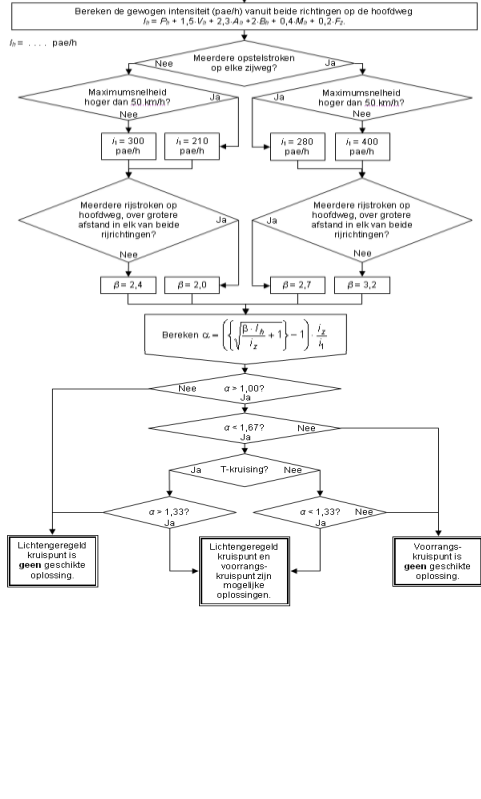 Bereken de gewogen intensiteit (pae/h) vanuit beide richtingen op de hoofdweg
Iₕ = Pₕ + 1,5·Vₕ + 2,3·Aₕ +2·Bₕ + 0,4·Mₕ + 0,2·F𝓏.
Iₕ = . . . . pae/h
Meerdere opstelstroken
op elke zijweg?
Nee
Ja
Maximumsnelheid
hoger dan 50 km/h?
Ja
Nee
Maximumsnelheid
hoger dan 50 km/h?
Ja
Nee
i₁ = 300
pae/h
i₁ = 210
pae/h
i₁ = 280
pae/h
i₁ = 400
pae/h
Meerdere rijstroken op
hoofdweg, over grotere
afstand in elk van beide
rijrichtingen?
Ja
Nee
Meerdere rijstroken op
hoofdweg, over grotere
afstand in elk van beide
rijrichtingen?
Ja
Nee
β = 2,4
β = 2,0
β = 2,7
β = 3,2
Bereken α = ({√(β · I_h / i_z + 1)} − 1) · i_z / i₁
Nee α > 1,00?
Ja
α < 1,67? Nee
Ja
Ja T-kruising? Nee
α > 1,33?
Ja
α < 1,33? Nee
Ja
Lichtengeregeld
kruispunt is
geen geschikte
oplossing.
Lichtengeregeld
kruispunt en
voorrangs-
kruispunt zijn
mogelijke
oplossingen.
Voorrangs-
kruispunt is
geen geschikte
oplossing.